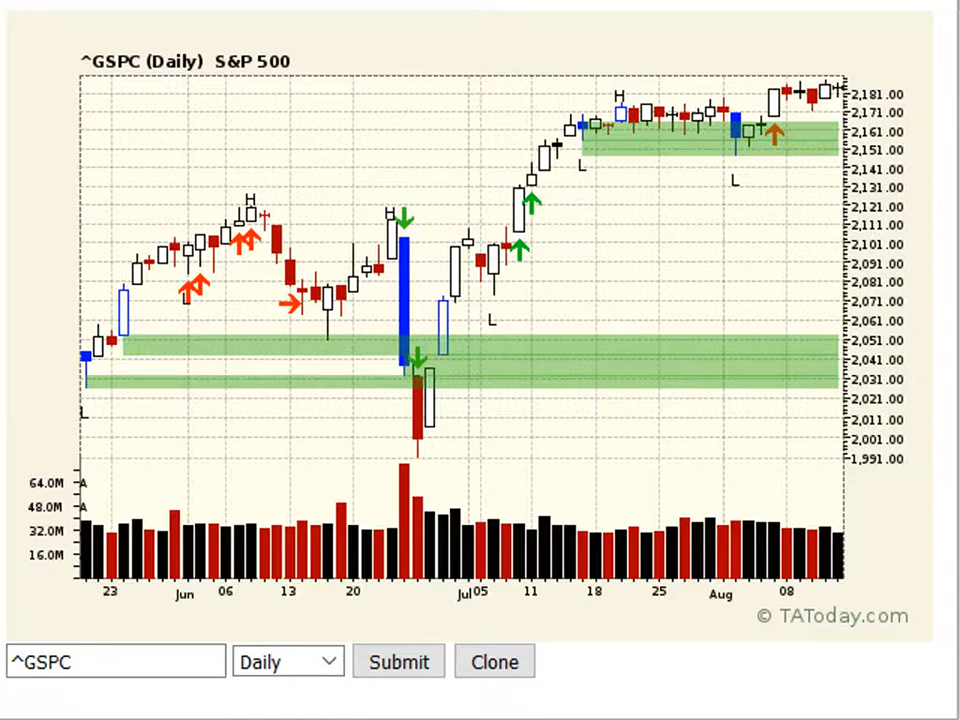 ^GSPC (Daily) S&P 500
H
2,181.00
2,171.00
2,161.00
2,151.00
L
2,141.00
L
2,131.00
H
H
2,121.00
2,111.00
2,101.00
2,091.00
2,081.00
L
2,071.00
L
2,061.00
2,051.00
2,041.00
2,031.00
2,021.00
L
2,011.00
2,001.00
1,991.00
64.0M A
48.0M A
32.0M
16.0M
23 Jun 06 13 20 Jul 05 11 18 25 Aug 08
© TAToday.com
^GSPC Daily Submit Clone